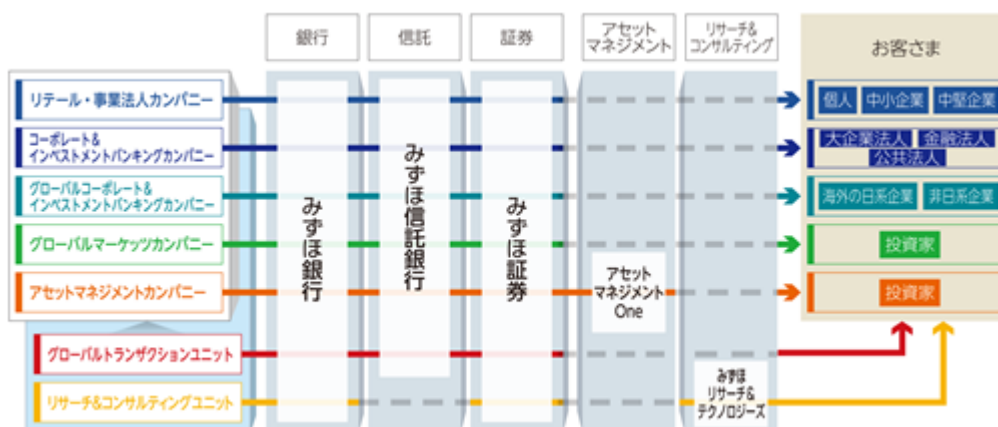 銀行
信託
証券
アセット
マネジメント
リサーチ&
コンサルティング
お客さま
リテール・事業法人カンパニー
個人 中小企業 中堅企業
コーポレート&
インベストメントバンキングカンパニー
大企業法人 金融法人
公共法人
グローバルコーポレート&
インベストメントバンキングカンパニー
海外の日系企業 非日系企業
グローバルマーケッツカンパニー
投資家
アセットマネジメントカンパニー
投資家
グローバルトランザクションユニット
リサーチ&コンサルティングユニット
みずほ銀行
みずほ信託銀行
みずほ証券
アセット
マネジメント
One
みずほ
リサーチ&
テクノロジーズ